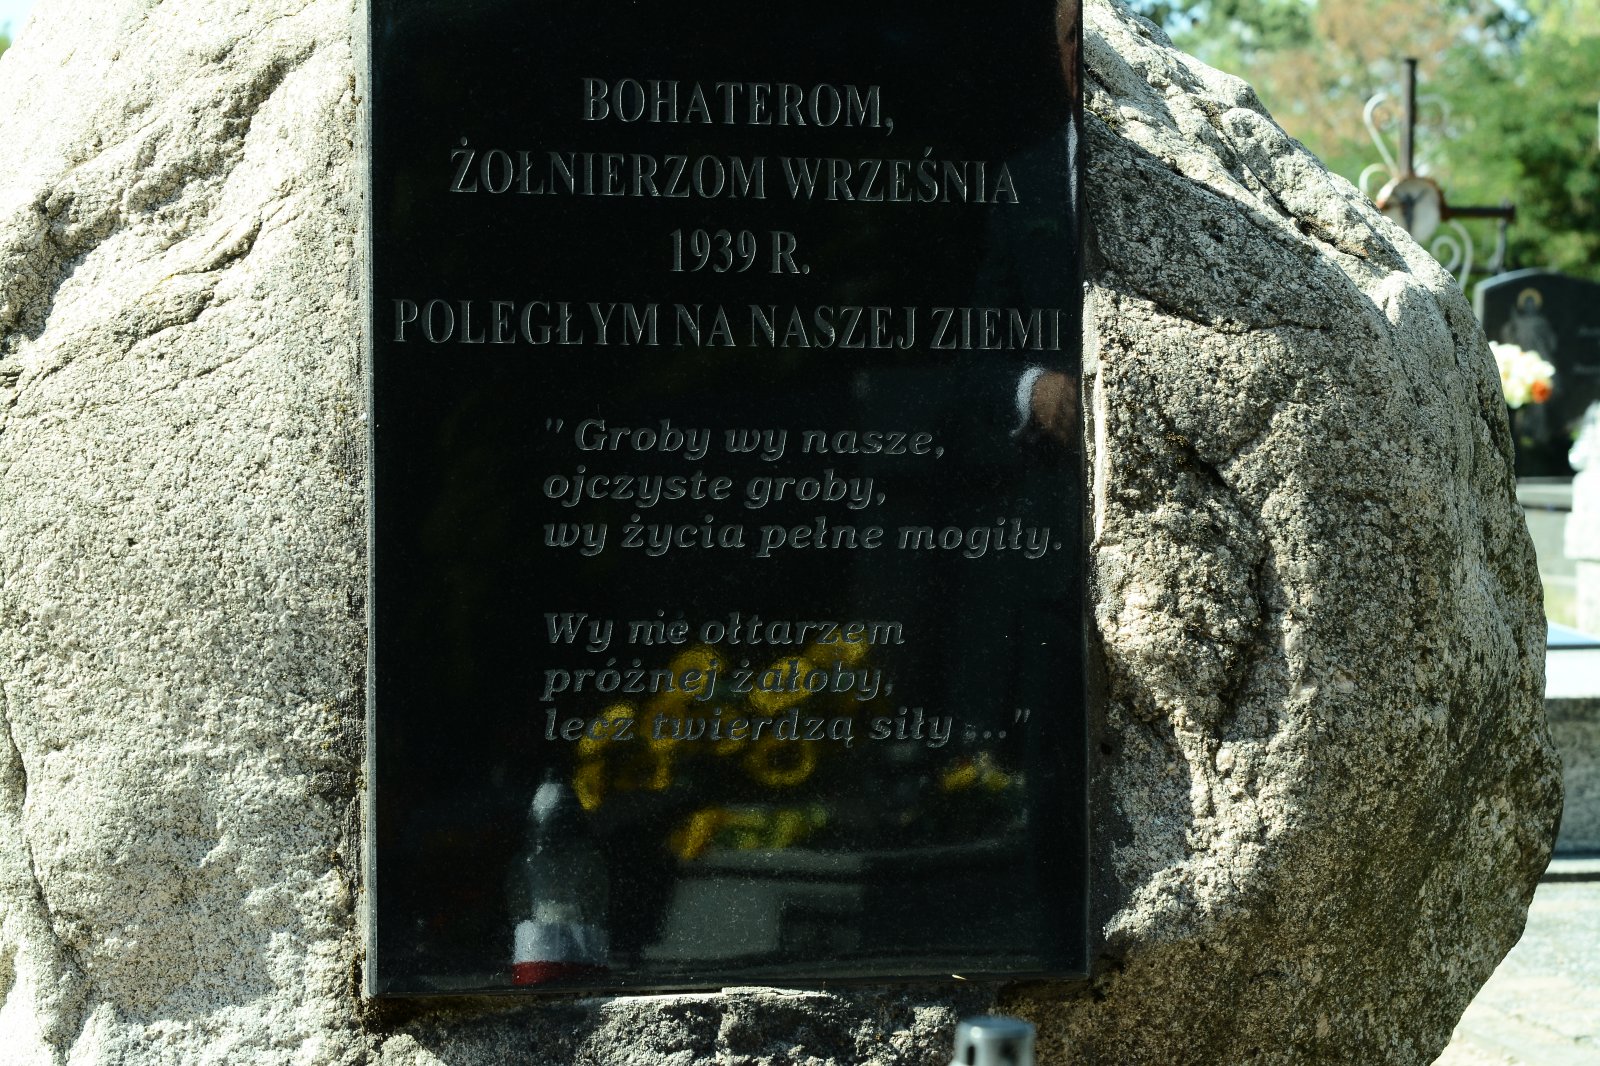 BOHATEROM,
ŻOŁNIERZOM WRZEŚNIA
1939 R.
POLEGŁYM NA NASZEJ ZIEMI
"Groby wy nasze,
ojczyste groby,
wy życia pełne mogiły.
Wy nie ołtarzem
próżnej żałoby,
lecz twierdzą siły ..."